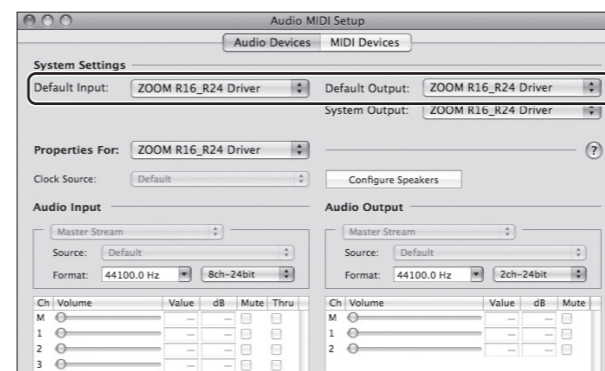 Audio MIDI Setup
Audio Devices MIDI Devices
System Settings
Default Input: ZOOM R16_R24 Driver Default Output: ZOOM R16_R24 Driver
System Output: ZOOM R16_R24 Driver
Properties For: ZOOM R16_R24 Driver ?
Clock Source: Default Configure Speakers
Audio Input Audio Output
Master Stream Master Stream
Source: Default Source: Default
Format: 44100.0 Hz 8ch-24bit Format: 44100.0 Hz 2ch-24bit
Ch Volume Value dB Mute Thru Ch Volume Value dB Mute
M — — M — —
1 — — 1 — —
2 — — 2 — —
3 — —